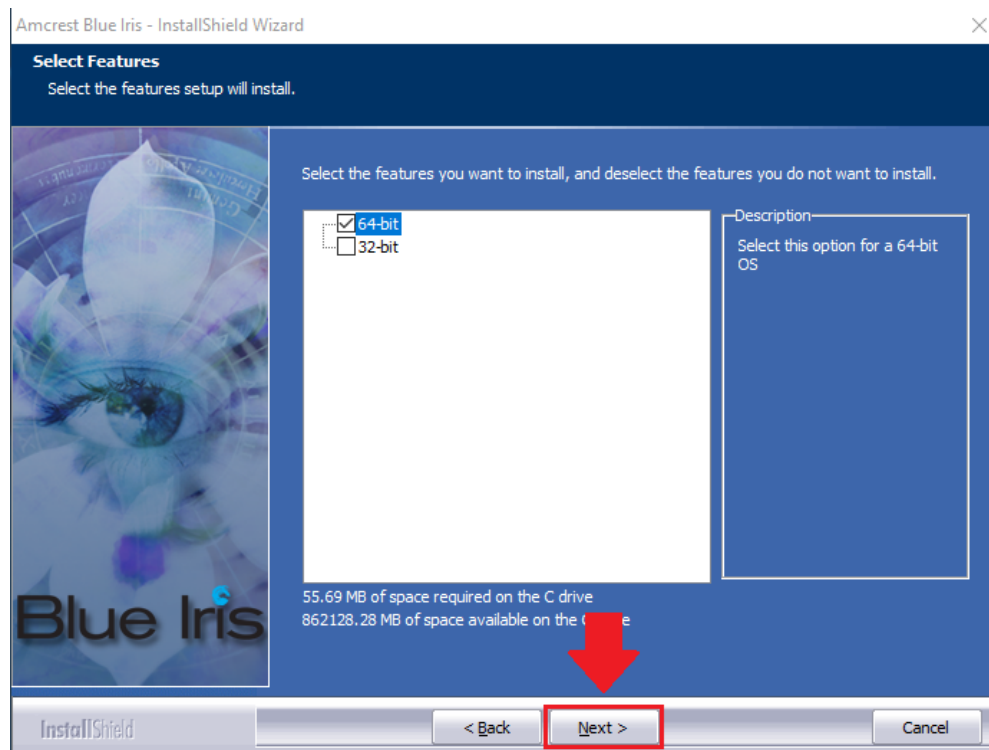 Amcrest Blue Iris - InstallShield Wizard
Select Features
Select the features setup will install.
Select the features you want to install, and deselect the features you do not want to install.
64-bit
32-bit
Description
Select this option for a 64-bit
OS
55.69 MB of space required on the C drive
862128.28 MB of space available on the
Blue Iris
InstallShield
< Back
Next >
Cancel